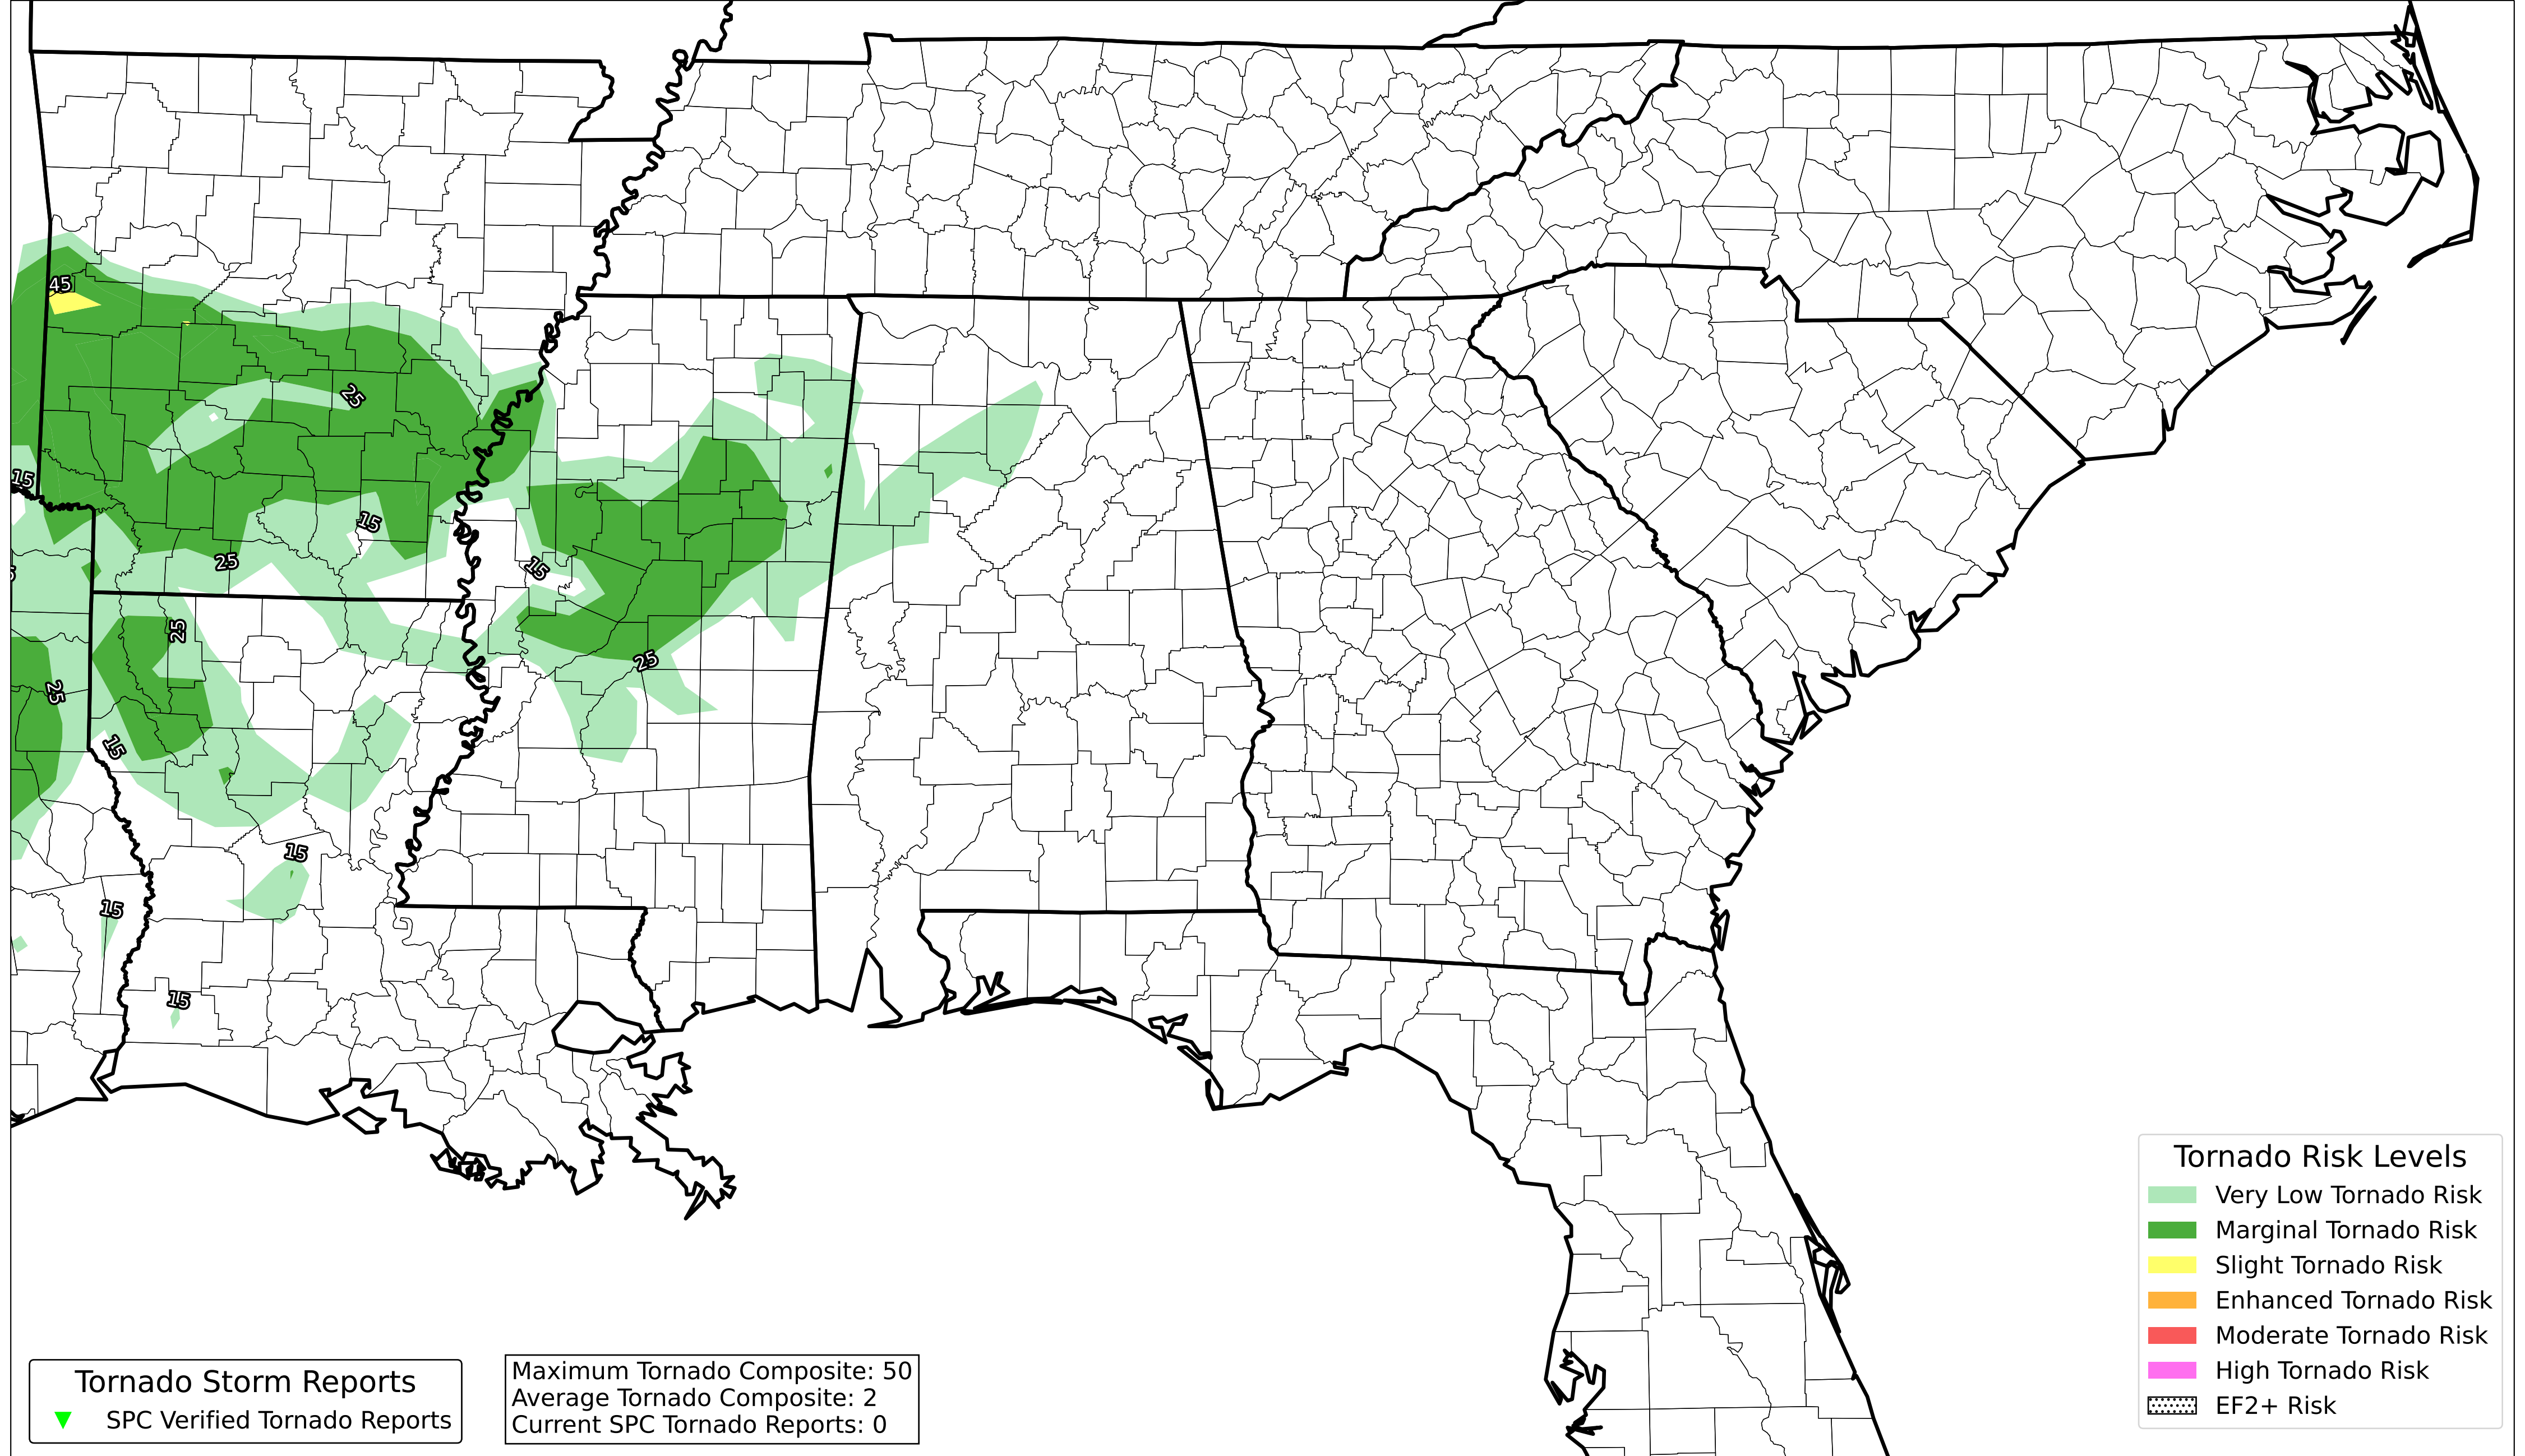 45
25
15
15
25
15
25
25
25
15
15
15
15
Tornado Risk Levels
Very Low Tornado Risk
Marginal Tornado Risk
Slight Tornado Risk
Enhanced Tornado Risk
Moderate Tornado Risk
High Tornado Risk
EF2+ Risk
Tornado Storm Reports
SPC Verified Tornado Reports
Maximum Tornado Composite: 50
Average Tornado Composite: 2
Current SPC Tornado Reports: 0